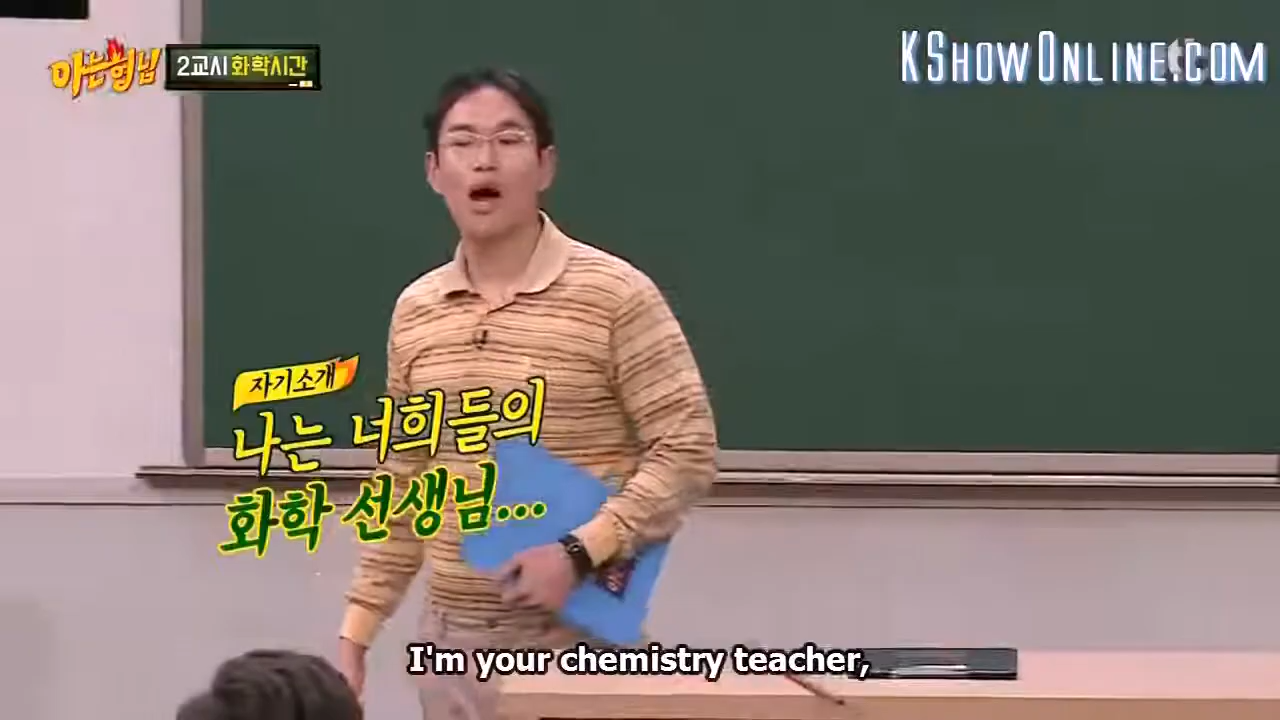 아는형님
2교시 화학시간
KSHOWONLINE.COM
자기소개
나는 너희들의
화학 선생님...
I'm your chemistry teacher,